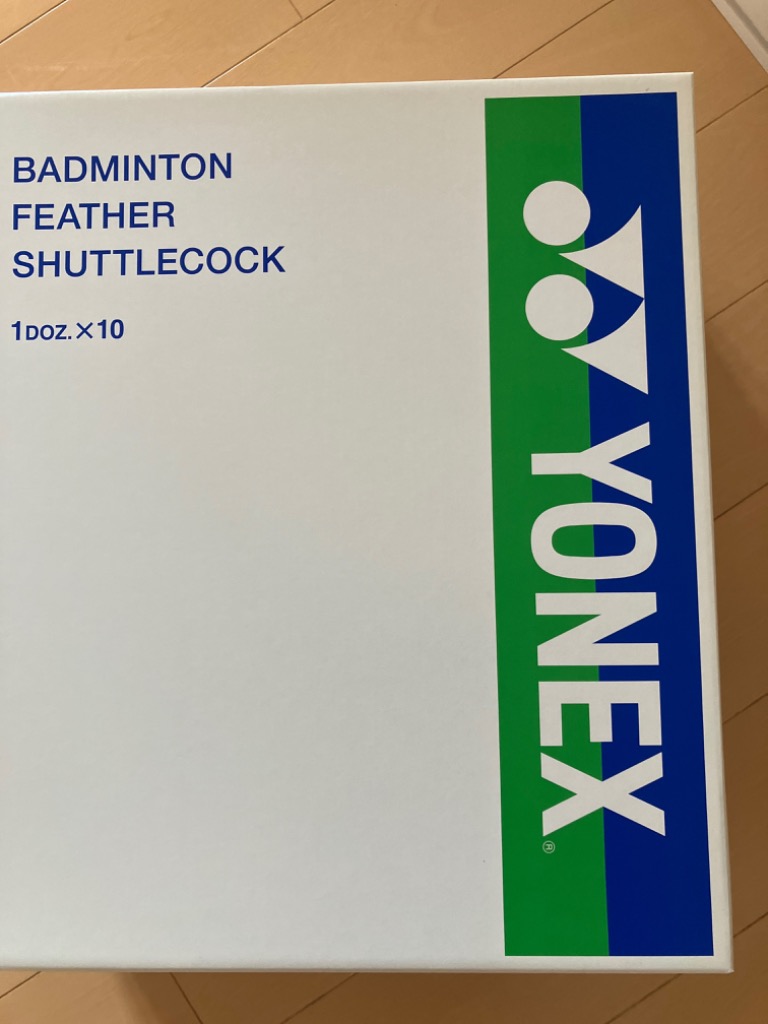 BADMINTON
FEATHER
SHUTTLECOCK
1DOZ.×10
YONEX®